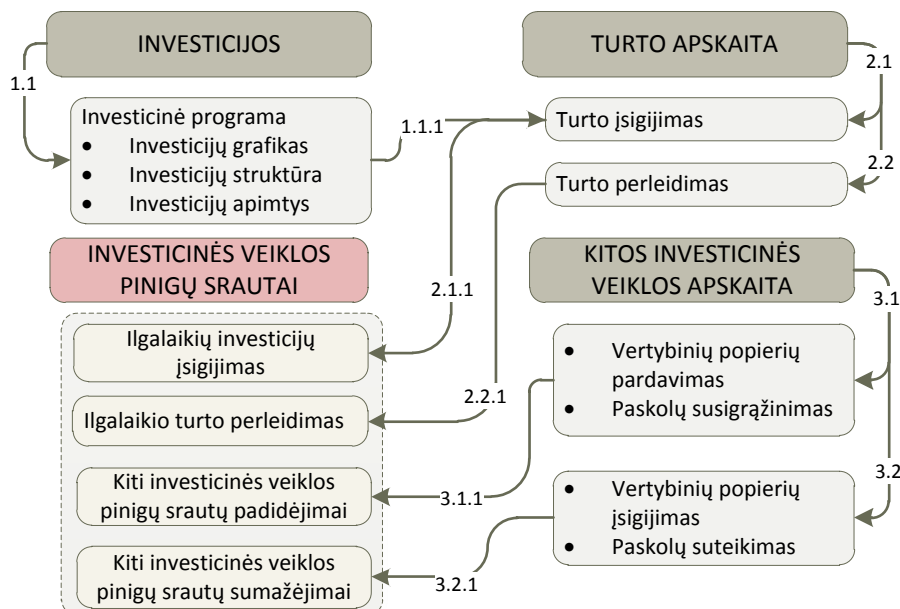 INVESTICIJOS
1.1
Investicinė programa
• Investicijų grafikas
• Investicijų struktūra
• Investicijų apimtys
1.1.1
TURTO APSKAITA
2.1
Turto įsigijimas
2.2
Turto perleidimas
INVESTICINĖS VEIKLOS
PINIGŲ SRAUTAI
2.1.1
Ilgalaikių investicijų
įsigijimas
2.2.1
Ilgalaikio turto perleidimas
Kiti investicinės veiklos
pinigų srautų padidėjimai
3.1.1
Kiti investicinės veiklos
pinigų srautų sumažėjimai
3.2.1
KITOS INVESTICINĖS
VEIKLOS APSKAITA
3.1
• Vertybinių popierių
pardavimas
• Paskolų susigrąžinimas
3.2
• Vertybinių popierių
įsigijimas
• Paskolų suteikimas